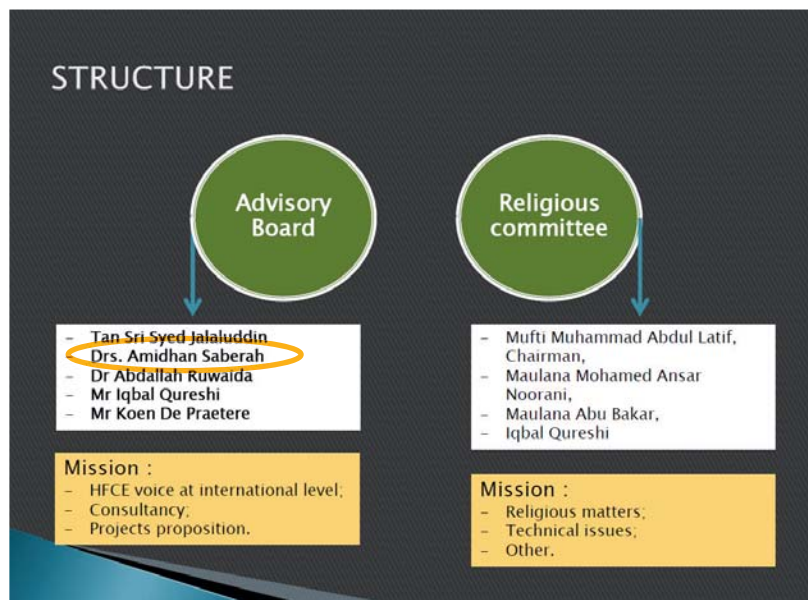 STRUCTURE
Advisory
Board
- Tan Sri Syed Jalaluddin
- Drs. Amidhan Saberah
- Dr Abdallah Ruwaida
- Mr Iqbal Qureshi
- Mr Koen De Praetere
Mission :
- HFCE voice at international level;
- Consultancy;
- Projects proposition.
Religious
committee
- Mufti Muhammad Abdul Latif,
Chairman,
- Maulana Mohamed Ansar
Noorani,
- Maulana Abu Bakar,
- Iqbal Qureshi
Mission :
- Religious matters;
- Technical issues;
- Other.